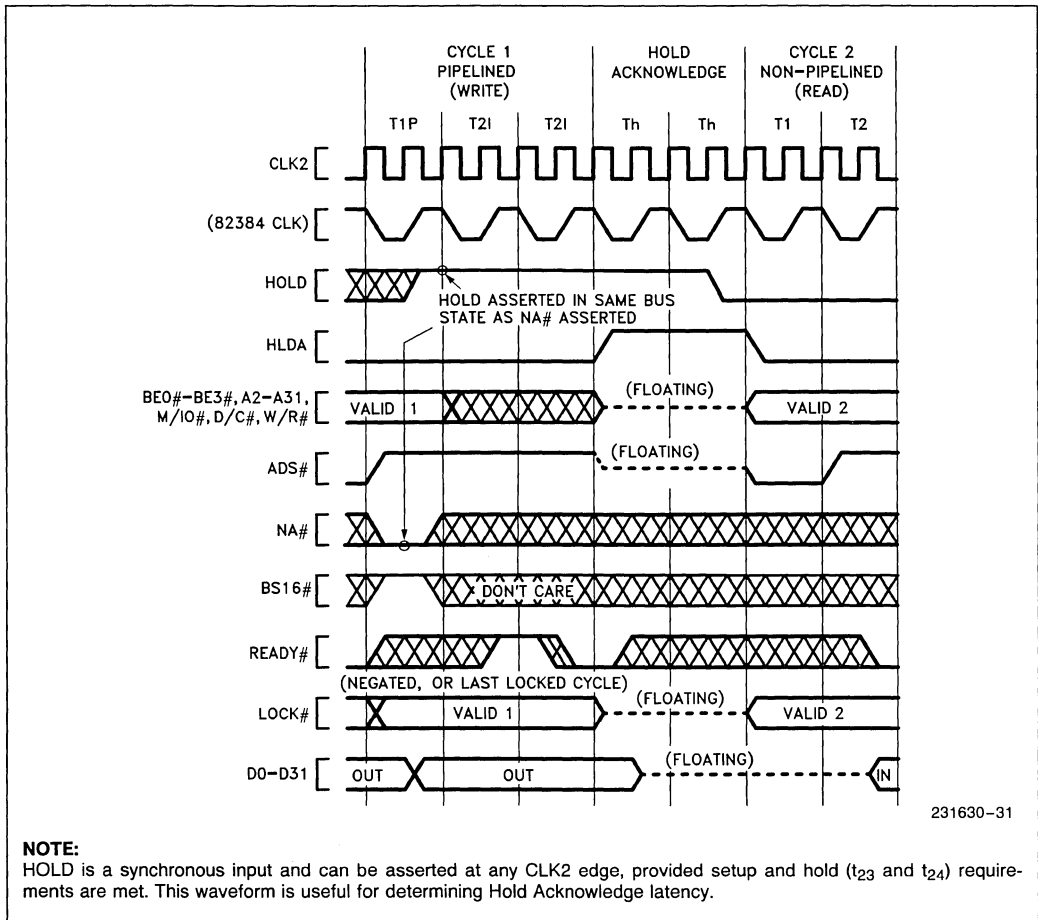 CYCLE 1
PIPELINED
(WRITE)
HOLD
ACKNOWLEDGE
CYCLE 2
NON–PIPELINED
(READ)
T1P T2I T2I Th Th T1 T2
CLK2
(82384 CLK)
HOLD
HOLD ASSERTED IN SAME BUS
STATE AS NA# ASSERTED
HLDA
BE0#–BE3#, A2–A31,
M/IO#, D/C#, W/R#
VALID 1 (FLOATING) VALID 2
ADS# (FLOATING)
NA#
BS16# DON'T CARE
READY#
(NEGATED, OR LAST LOCKED CYCLE)
LOCK# VALID 1 (FLOATING) VALID 2
D0–D31 OUT OUT (FLOATING) IN
231630–31
NOTE:
HOLD is a synchronous input and can be asserted at any CLK2 edge, provided setup and hold (t23 and t24) require-
ments are met. This waveform is useful for determining Hold Acknowledge latency.